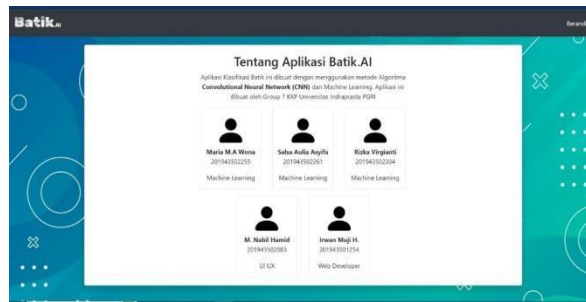 Batik.AI
Beranda
Tentang Aplikasi Batik.AI
Aplikasi Klasifikasi Batik ini dibuat dengan menggunakan metode Algoritma
Convolutional Neural Network (CNN) dan Machine Learning. Aplikasi ini
dibuat oleh Group 7 KKP Universitas Indraprasta PGRI
Maria M.A Wona
201943502255
Machine Learning
Salsa Aulia Asyifa
201943502261
Machine Learning
Rizka Virgianti
201943502304
Machine Learning
M. Nabil Hamid
201943502083
UI UX
Irwan Muji H.
201943501254
Web Developer